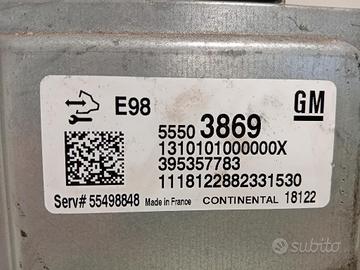 E98
GM
5550 3869
1310101000000X
395357783
1118122882331530
Serv# 55498848 Made in France CONTINENTAL 18122
subito